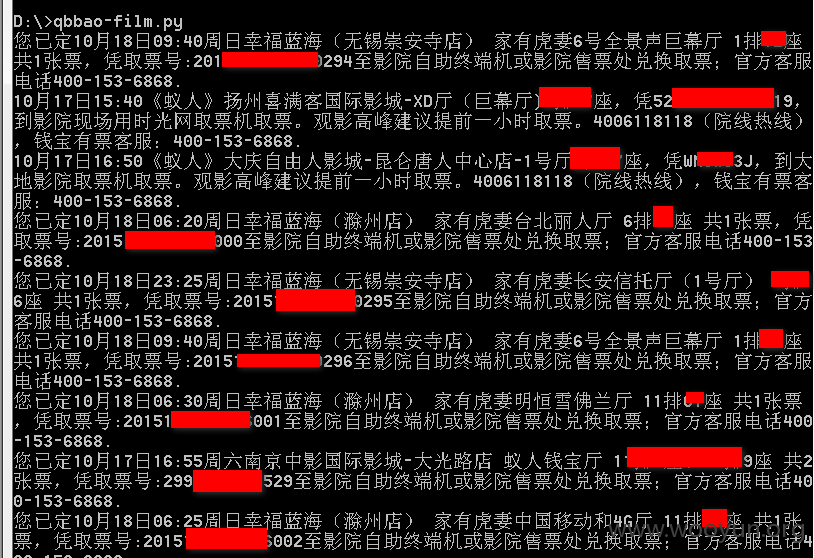 D:\>qbbao-film.py
您已定10月18日09:40周日幸福蓝海（无锡崇安寺店） 家有虎妻6号全景声巨幕厅 1排 座
共1张票，凭取票号:201 0294至影院自助终端机或影院售票处兑换取票；官方客服
电话400-153-6868.
10月17日15:40《蚁人》扬州喜满客国际影城-XD厅（巨幕厅） 座，凭52 19，
到影院现场用时光网取票机取票。观影高峰建议提前一小时取票。4006118118（院线热线）
，钱宝有票客服：400-153-6868.
10月17日16:50《蚁人》大庆自由人影城-昆仑唐人中心店-1号厅 座，凭WM 3J，到大
地影院取票机取票。观影高峰建议提前一小时取票。4006118118（院线热线），钱宝有票客
服：400-153-6868.
您已定10月18日06:20周日幸福蓝海（滁州店） 家有虎妻台北丽人厅 6排 座 共1张票，凭
取票号:2015 000至影院自助终端机或影院售票处兑换取票；官方客服电话400-153
-6868.
您已定10月18日23:25周日幸福蓝海（无锡崇安寺店） 家有虎妻长安信托厅（1号厅）
6座 共1张票，凭取票号:2015 0295至影院自助终端机或影院售票处兑换取票；官方
客服电话400-153-6868.
您已定10月18日09:40周日幸福蓝海（无锡崇安寺店） 家有虎妻6号全景声巨幕厅 1排 座
共1张票，凭取票号:2015 0296至影院自助终端机或影院售票处兑换取票；官方客服
电话400-153-6868.
您已定10月18日06:30周日幸福蓝海（滁州店） 家有虎妻明恒雪佛兰厅 11排 座 共1张票
，凭取票号:20151 001至影院自助终端机或影院售票处兑换取票；官方客服电话400
-153-6868.
您已定10月17日16:55周六南京中影国际影城-大光路店 蚁人钱宝厅 1 9座 共2
张票，凭取票号:299 529至影院自助终端机或影院售票处兑换取票；官方客服电话40
0-153-6868.
您已定10月18日06:25周日幸福蓝海（滁州店） 家有虎妻中国移动和4G厅 11排 座 共1张
票，凭取票号:2015 6002至影院自助终端机或影院售票处兑换取票；官方客服电话4
00-153-6868.